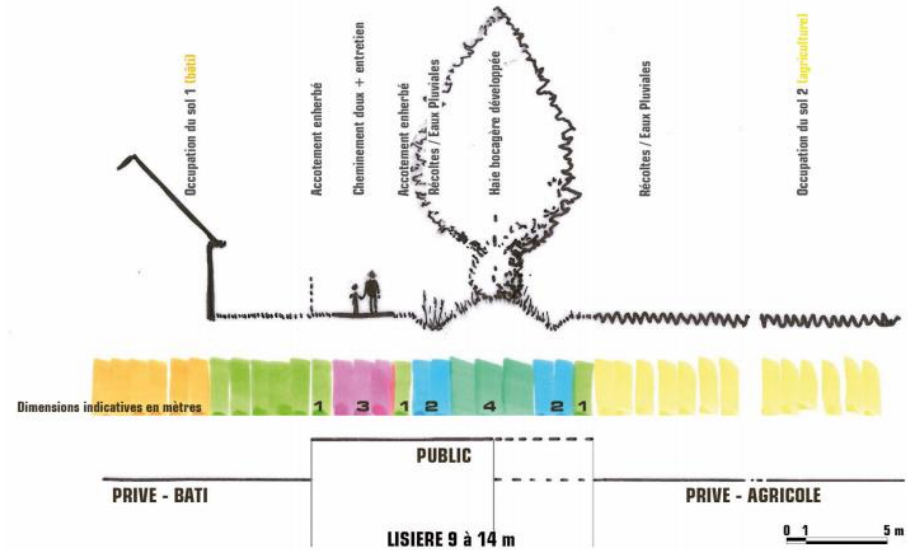 Occupation du sol 1 (bâti)
Accotement enherbé
Cheminement doux + entretien
Accotement enherbé
Récoltes / Eaux Pluviales
Haie bocagère développée
Récoltes / Eaux Pluviales
Occupation du sol 2 (agriculture)
Dimensions indicatives en mètres
1 3 1 2 4 2 1
PUBLIC
PRIVE - BATI
PRIVE - AGRICOLE
LISIERE 9 à 14 m
0 1 5 m